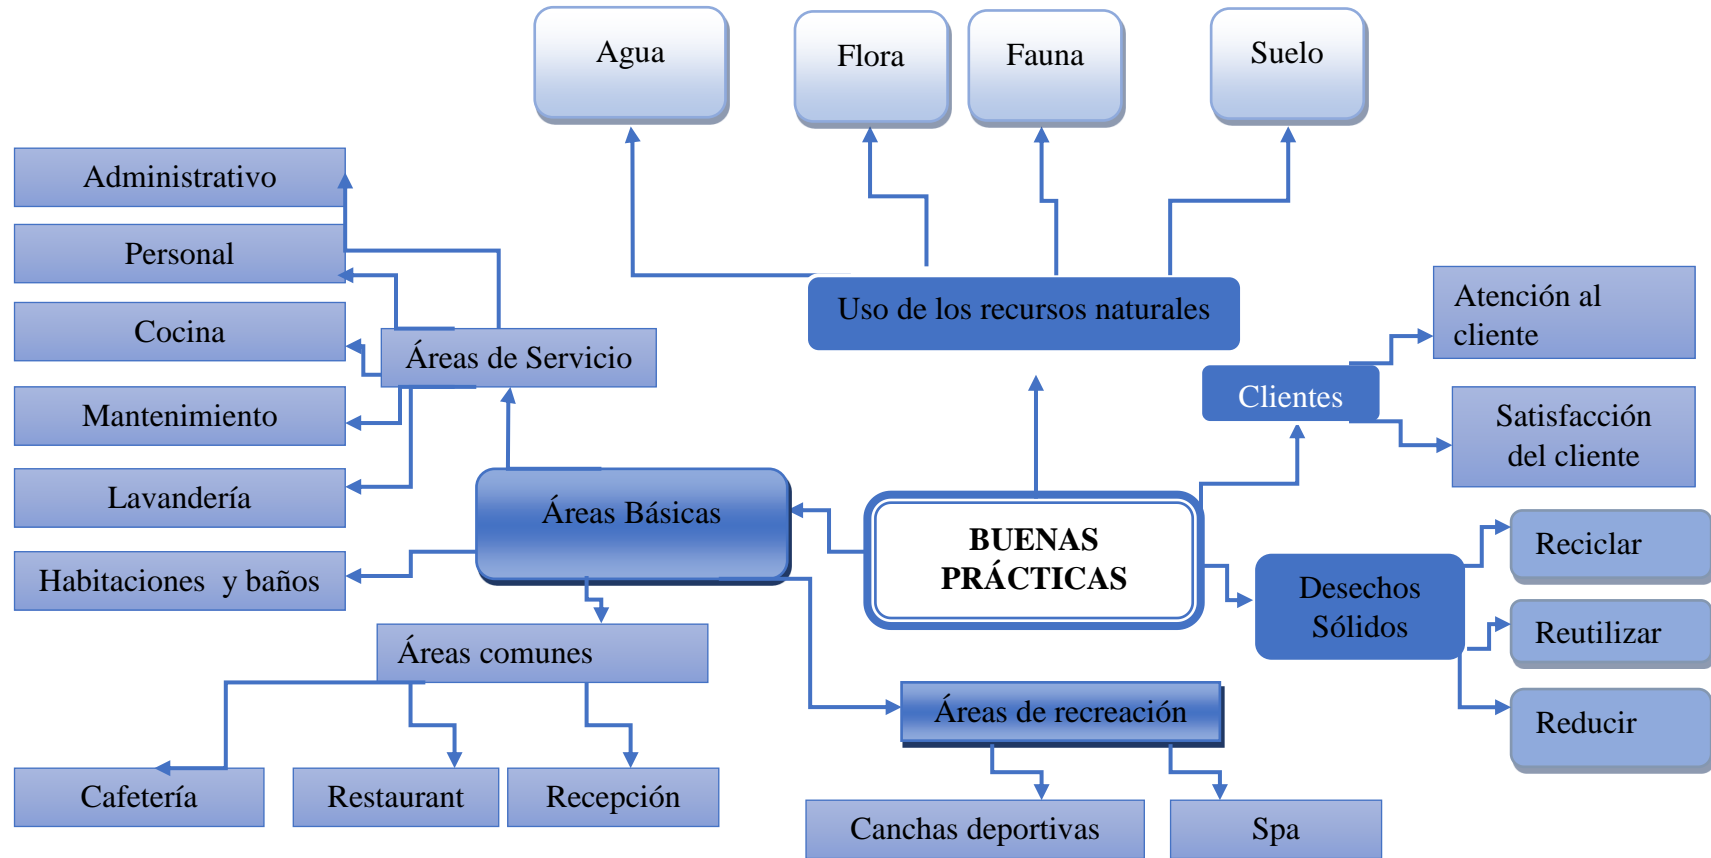 Agua
Flora
Fauna
Suelo
Administrativo
Personal
Cocina
Mantenimiento
Lavandería
Habitaciones y baños
Áreas de Servicio
Uso de los recursos naturales
Atención al
cliente
Clientes
Satisfacción
del cliente
Áreas Básicas
BUENAS
PRÁCTICAS
Desechos
Sólidos
Reciclar
Reutilizar
Reducir
Áreas comunes
Áreas de recreación
Cafetería
Restaurant
Recepción
Canchas deportivas
Spa